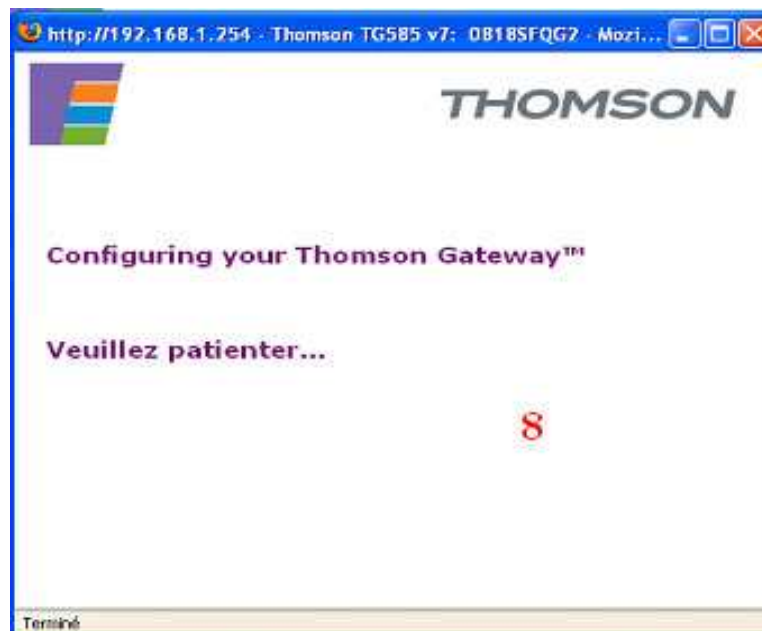 http://192.168.1.254 - Thomson TG585 v7: 0818SFQG2 - Mozi...
THOMSON
Configuring your Thomson Gateway™
Veuillez patienter...
8
Terminé